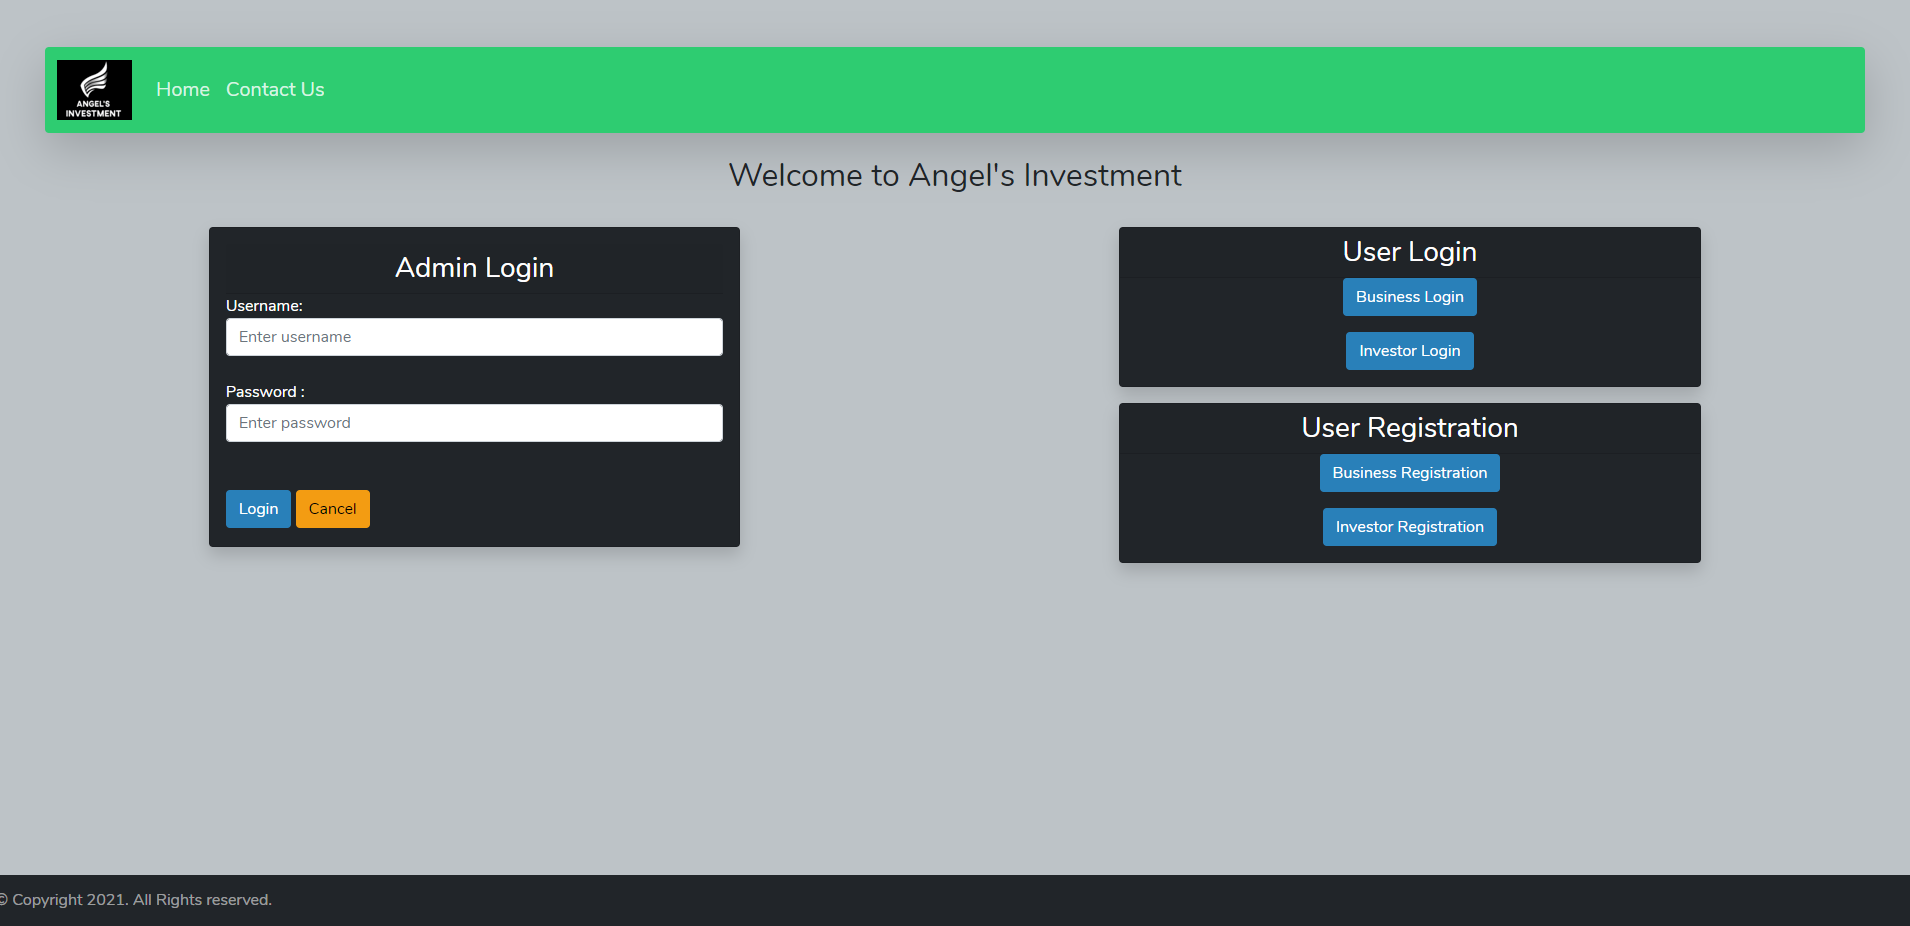 ANGEL'S
INVESTMENT
Home Contact Us
Welcome to Angel's Investment
Admin Login
Username:
Enter username
Password :
Enter password
Login Cancel
User Login
Business Login
Investor Login
User Registration
Business Registration
Investor Registration
© Copyright 2021. All Rights reserved.